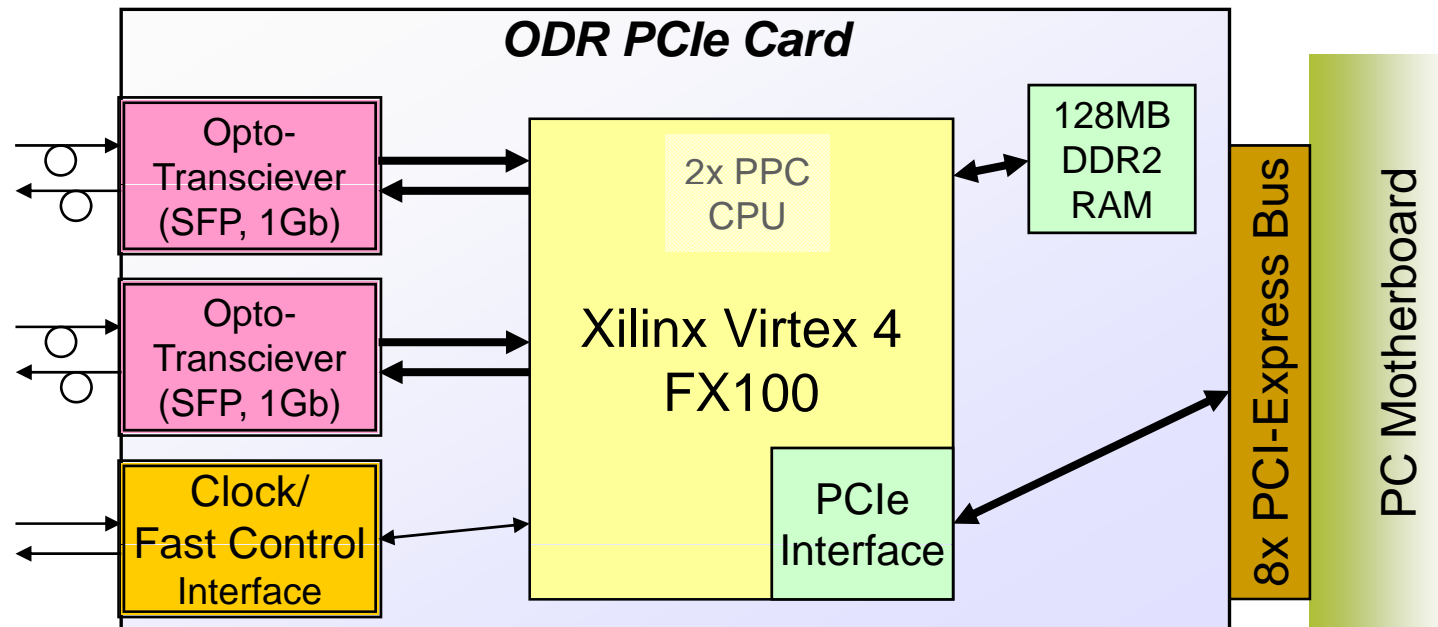 ODR PCIe Card
Opto-
Transciever
(SFP, 1Gb)
Opto-
Transciever
(SFP, 1Gb)
Clock/
Fast Control
Interface
2x PPC
CPU
Xilinx Virtex 4
FX100
PCIe
Interface
128MB
DDR2
RAM
8x PCI-Express Bus
PC Motherboard